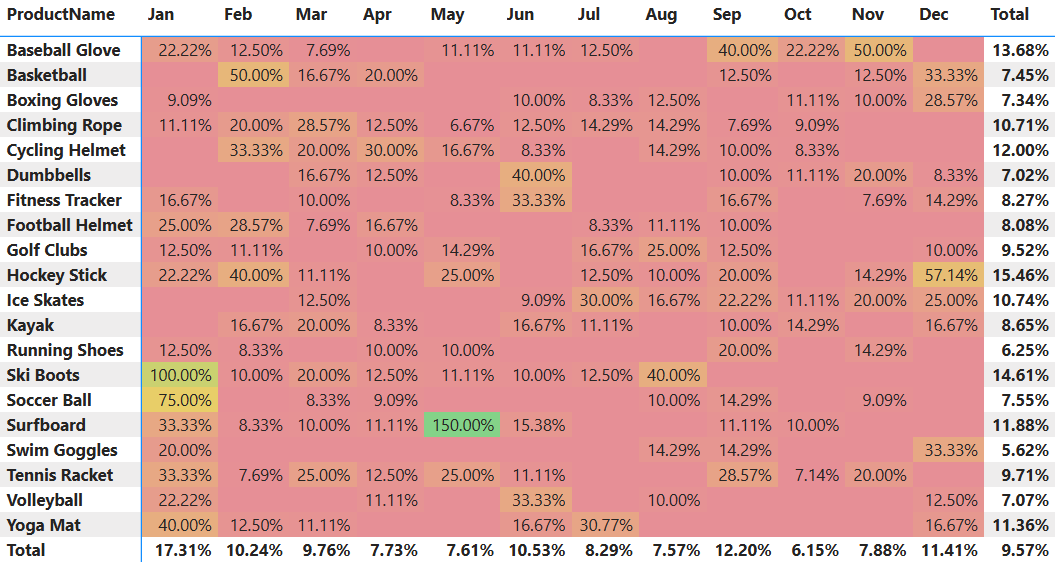 ProductName Jan Feb Mar Apr May Jun Jul Aug Sep Oct Nov Dec Total
Baseball Glove 22.22% 12.50% 7.69% 11.11% 11.11% 12.50% 40.00% 22.22% 50.00% 13.68%
Basketball 50.00% 16.67% 20.00% 12.50% 12.50% 33.33% 7.45%
Boxing Gloves 9.09% 10.00% 8.33% 12.50% 11.11% 10.00% 28.57% 7.34%
Climbing Rope 11.11% 20.00% 28.57% 12.50% 6.67% 12.50% 14.29% 14.29% 7.69% 9.09% 10.71%
Cycling Helmet 33.33% 20.00% 30.00% 16.67% 8.33% 14.29% 10.00% 8.33% 12.00%
Dumbbells 16.67% 12.50% 40.00% 10.00% 11.11% 20.00% 8.33% 7.02%
Fitness Tracker 16.67% 10.00% 8.33% 33.33% 16.67% 7.69% 14.29% 8.27%
Football Helmet 25.00% 28.57% 7.69% 16.67% 8.33% 11.11% 10.00% 8.08%
Golf Clubs 12.50% 11.11% 10.00% 14.29% 16.67% 25.00% 12.50% 10.00% 9.52%
Hockey Stick 22.22% 40.00% 11.11% 25.00% 12.50% 10.00% 20.00% 14.29% 57.14% 15.46%
Ice Skates 12.50% 9.09% 30.00% 16.67% 22.22% 11.11% 20.00% 25.00% 10.74%
Kayak 16.67% 20.00% 8.33% 16.67% 11.11% 10.00% 14.29% 16.67% 8.65%
Running Shoes 12.50% 8.33% 10.00% 10.00% 20.00% 14.29% 6.25%
Ski Boots 100.00% 10.00% 20.00% 12.50% 11.11% 10.00% 12.50% 40.00% 14.61%
Soccer Ball 75.00% 8.33% 9.09% 10.00% 14.29% 9.09% 7.55%
Surfboard 33.33% 8.33% 10.00% 11.11% 150.00% 15.38% 11.11% 10.00% 11.88%
Swim Goggles 20.00% 14.29% 14.29% 33.33% 5.62%
Tennis Racket 33.33% 7.69% 25.00% 12.50% 25.00% 11.11% 28.57% 7.14% 20.00% 9.71%
Volleyball 22.22% 11.11% 33.33% 10.00% 12.50% 7.07%
Yoga Mat 40.00% 12.50% 11.11% 16.67% 30.77% 16.67% 11.36%
Total 17.31% 10.24% 9.76% 7.73% 7.61% 10.53% 8.29% 7.57% 12.20% 6.15% 7.88% 11.41% 9.57%